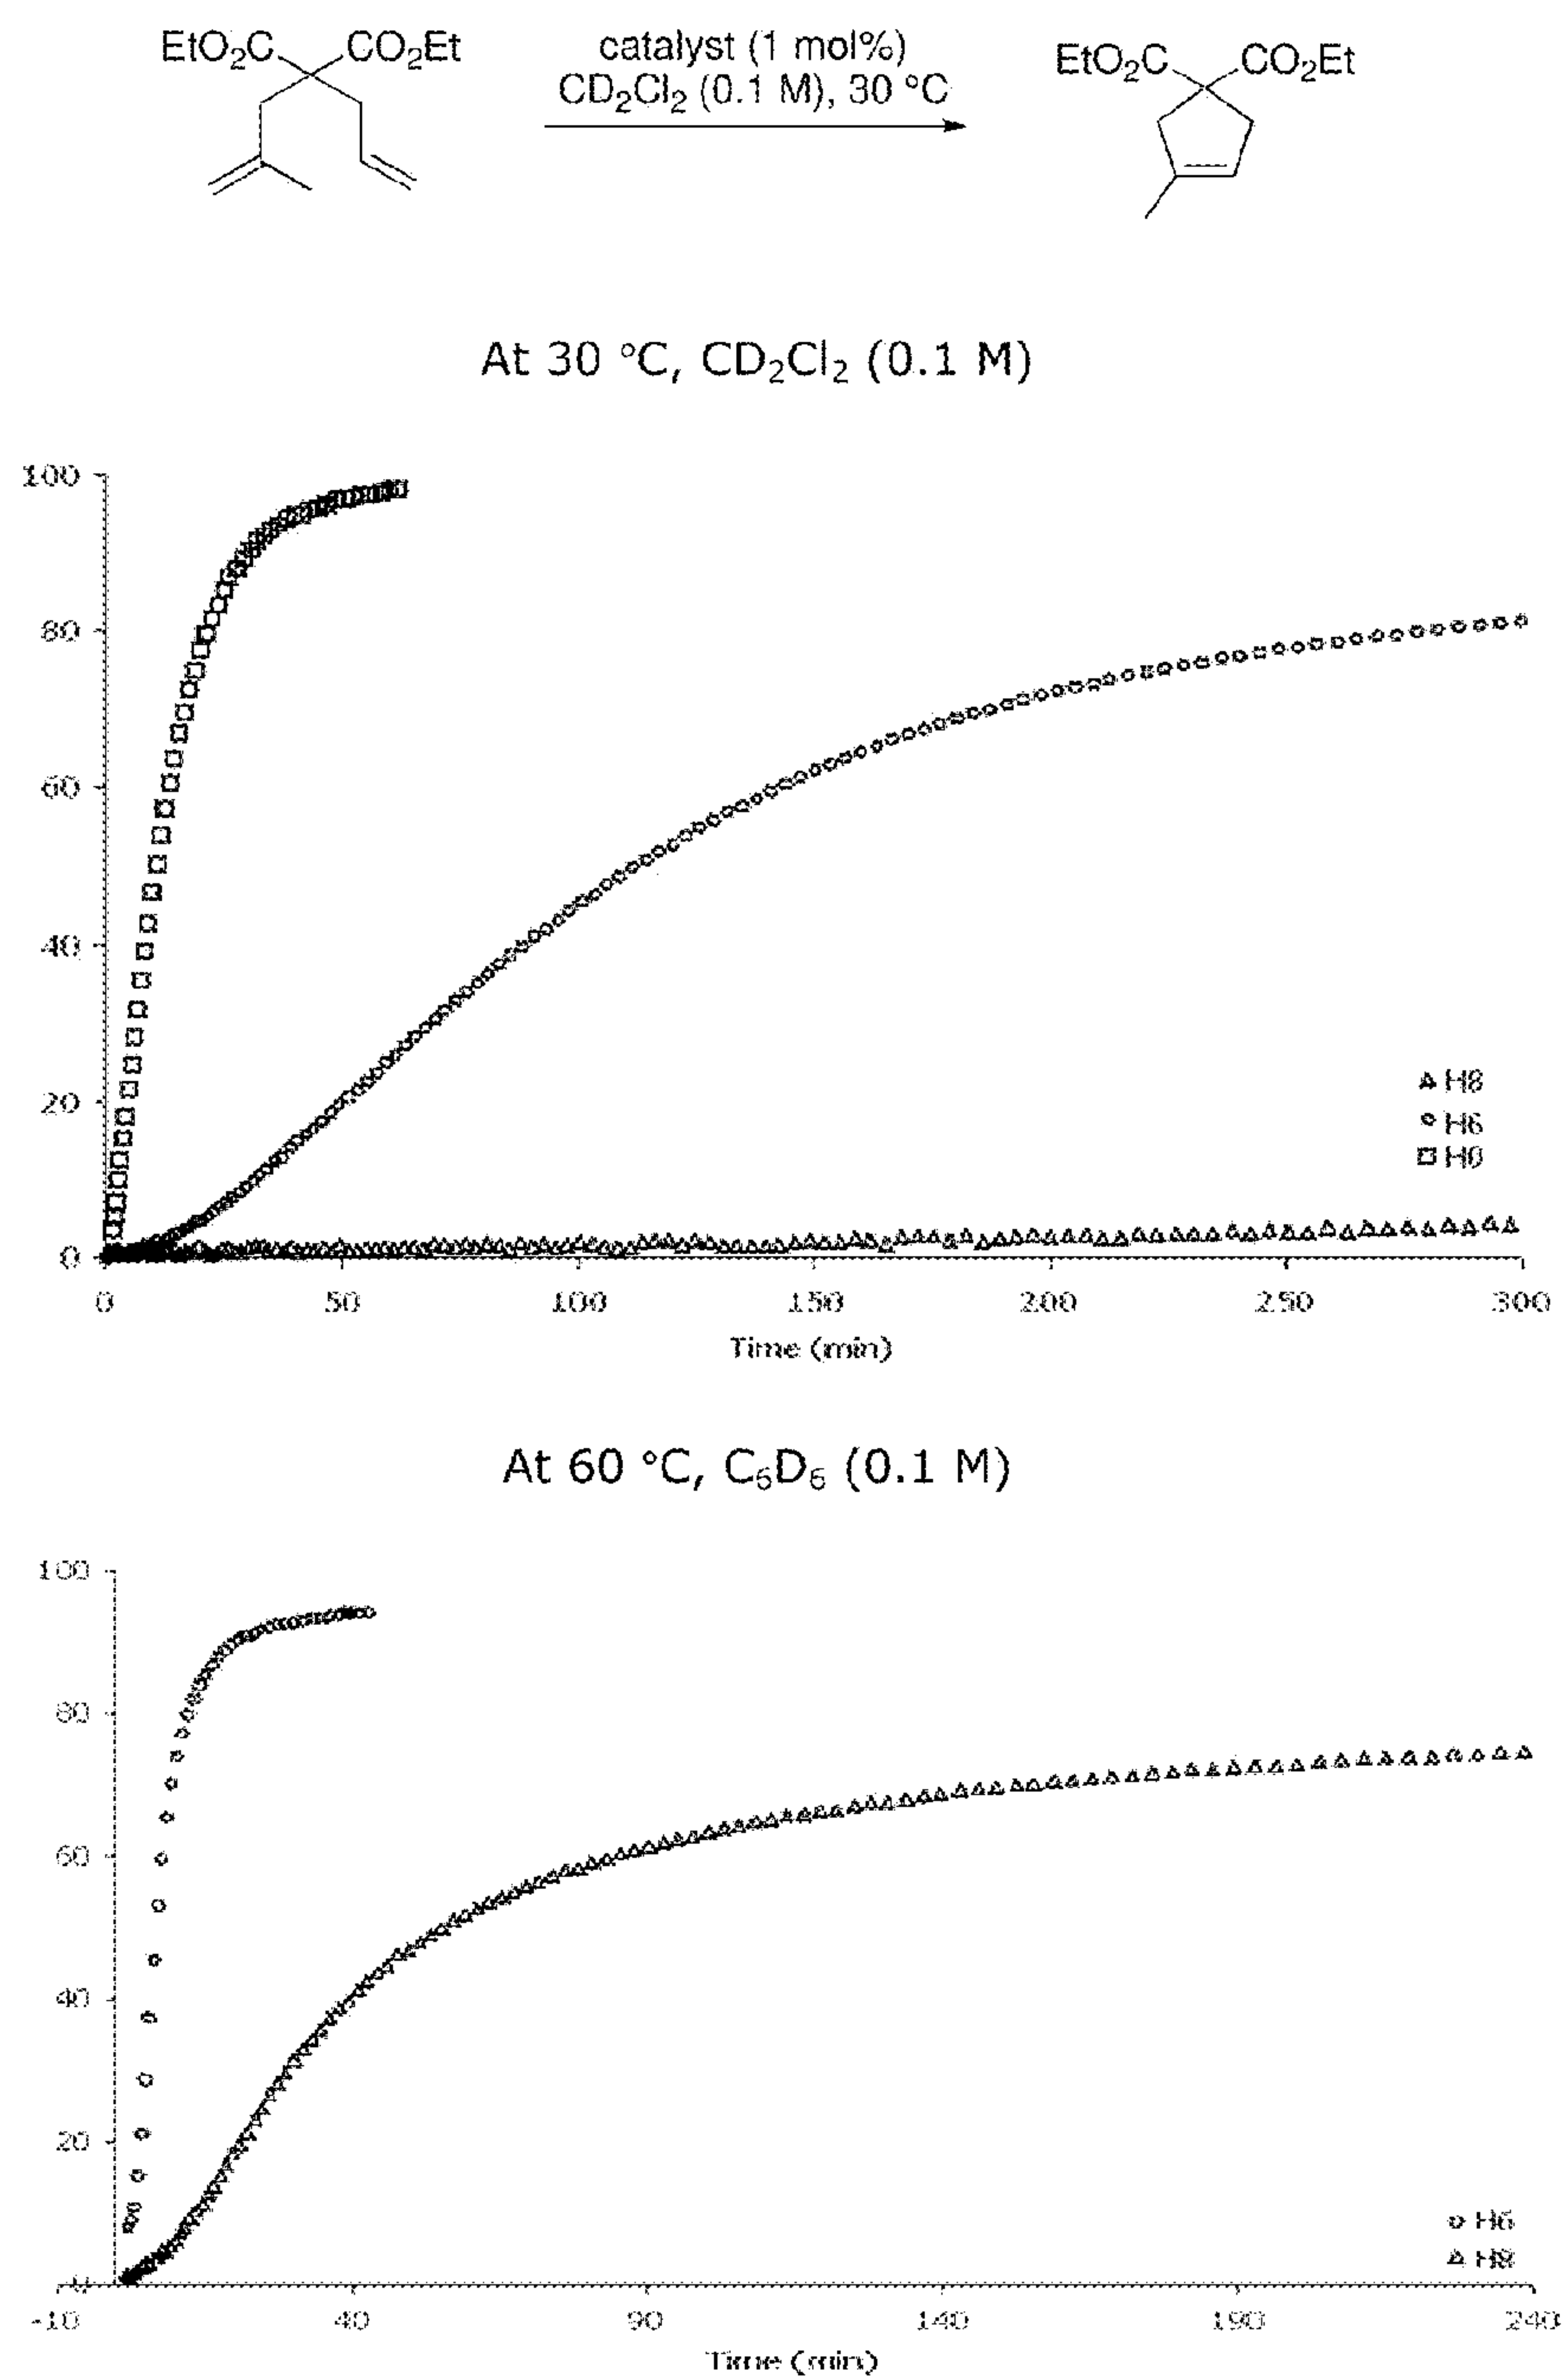 EtO₂C CO₂Et
catalyst (1 mol%)
CD₂Cl₂ (0.1 M), 30 °C
EtO₂C CO₂Et
At 30 °C, CD₂Cl₂ (0.1 M)
100
80
60
40
20
0
H8
H6
H0
0 50 100 150 200 250 300
Time (min)
At 60 °C, C₆D₆ (0.1 M)
100
80
60
40
20
0
H6
H8
-10 40 90 140 190 240
Time (min)